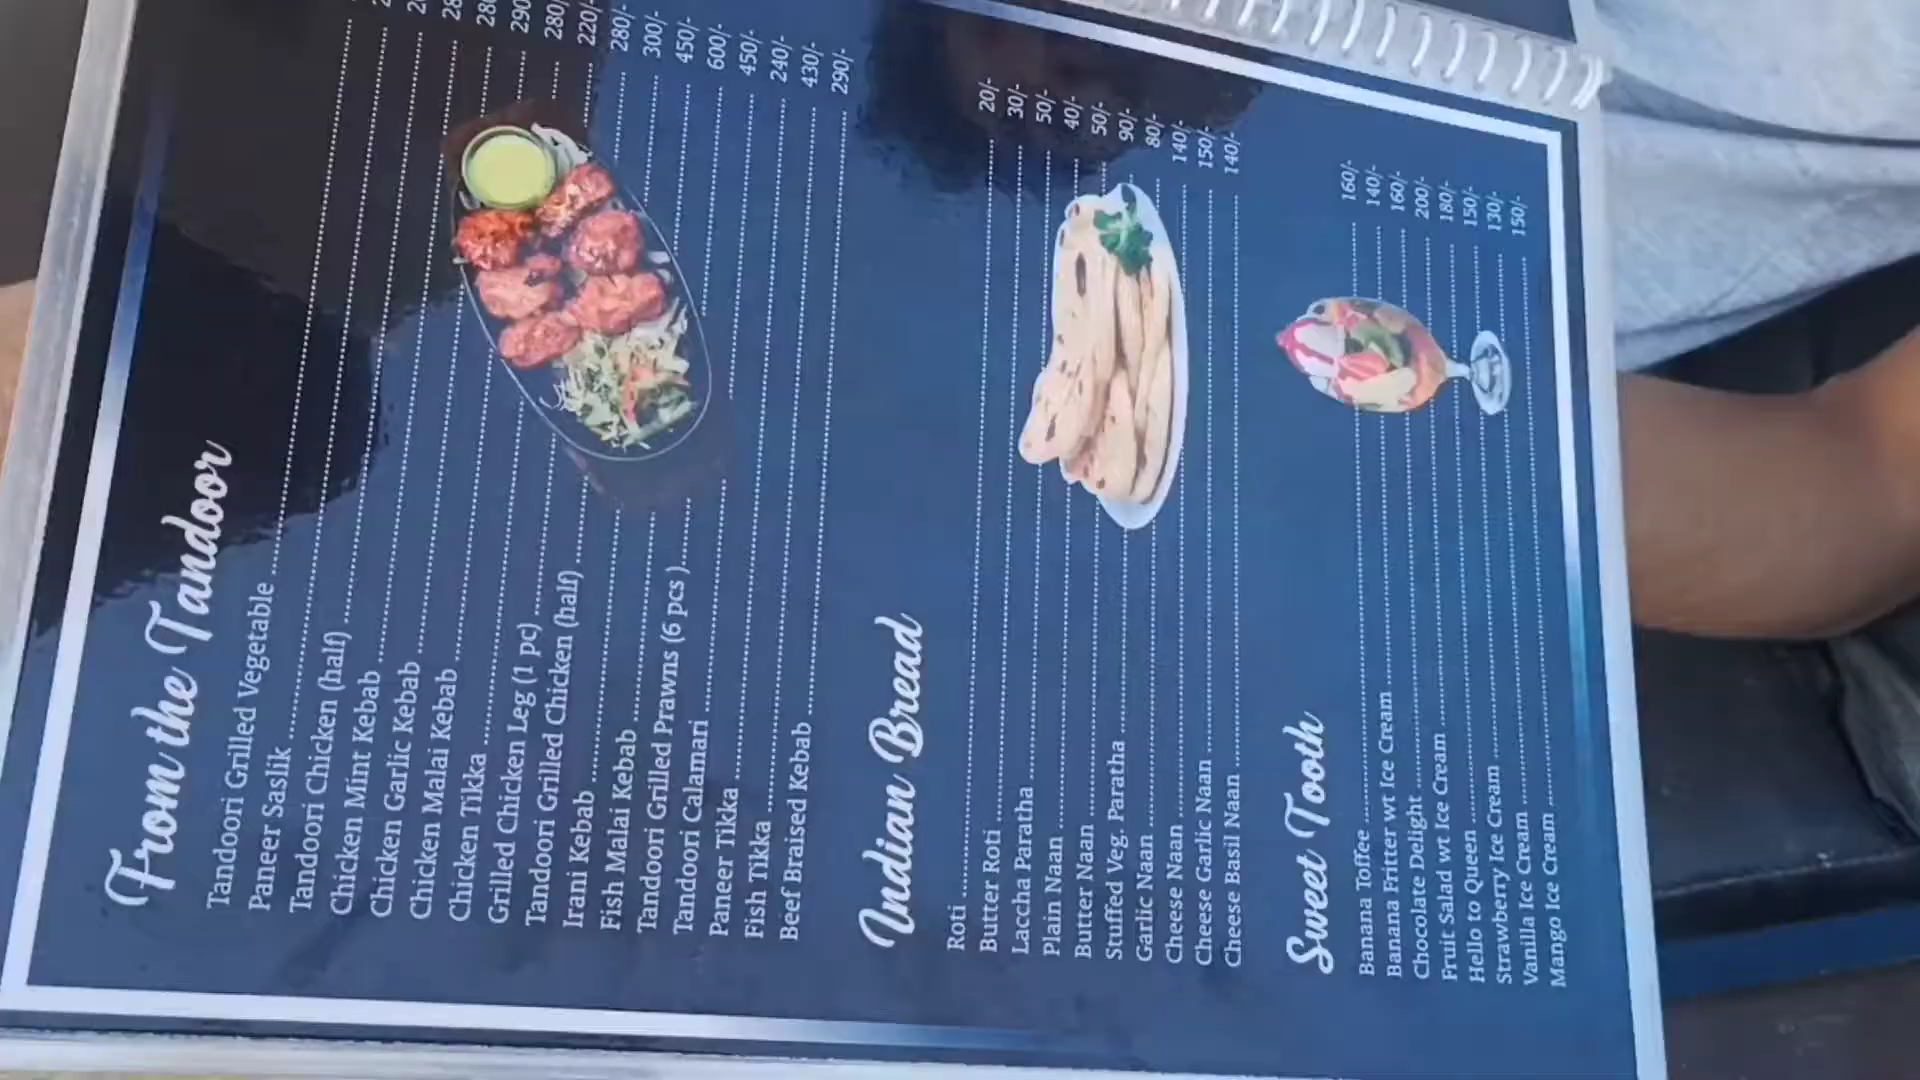 From the Tandoor
Tandoori Grilled Vegetable
Paneer Saslik
Tandoori Chicken (half)
Chicken Mint Kebab
Chicken Garlic Kebab
Chicken Malai Kebab ........ 290
Chicken Tikka ........ 280/-
Grilled Chicken Leg (1 pc) ........ 220/-
Tandoori Grilled Chicken (half) ........ 280/-
Irani Kebab ........ 300/-
Fish Malai Kebab ........ 450/-
Tandoori Grilled Prawns (6 pcs ) ........ 600/-
Tandoori Calamari ........ 450/-
Paneer Tikka ........ 240/-
Fish Tikka ........ 430/-
Beef Braised Kebab ........ 290/-
Indian Bread
Roti ........ 20/-
Butter Roti ........ 30/-
Laccha Paratha ........ 50/-
Plain Naan ........ 40/-
Butter Naan ........ 50/-
Stuffed Veg. Paratha ........ 90/-
Garlic Naan ........ 80/-
Cheese Naan ........ 140/-
Cheese Garlic Naan ........ 150/-
Cheese Basil Naan ........ 140/-
Sweet Tooth
Banana Toffee ........ 160/-
Banana Fritter wt Ice Cream ........ 140/-
Chocolate Delight ........ 160/-
Fruit Salad wt Ice Cream ........ 200/-
Hello to Queen ........ 180/-
Strawberry Ice Cream ........ 150/-
Vanilla Ice Cream ........ 130/-
Mango Ice Cream ........ 150/-